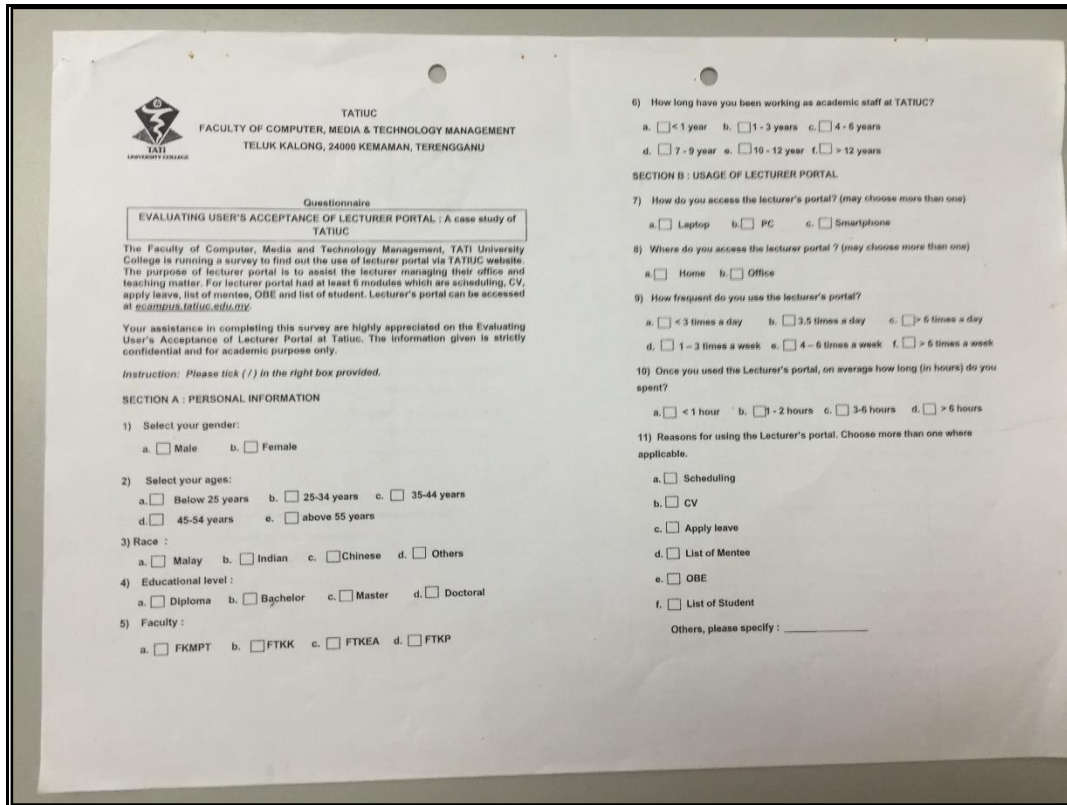 TATI
UNIVERSITY COLLEGE
TATIUC
FACULTY OF COMPUTER, MEDIA & TECHNOLOGY MANAGEMENT
TELUK KALONG, 24000 KEMAMAN, TERENGGANU
Questionnaire
EVALUATING USER'S ACCEPTANCE OF LECTURER PORTAL : A case study of
TATIUC
The Faculty of Computer, Media and Technology Management, TATI University
College is running a survey to find out the use of lecturer portal via TATIUC website.
The purpose of lecturer portal is to assist the lecturer managing their office and
teaching matter. For lecturer portal had at least 6 modules which are scheduling, CV,
apply leave, list of mentee, OBE and list of student. Lecturer's portal can be accessed
at ecampus.tatiuc.edu.my.
Your assistance in completing this survey are highly appreciated on the Evaluating
User's Acceptance of Lecturer Portal at Tatiuc. The information given is strictly
confidential and for academic purpose only.
Instruction: Please tick ( / ) in the right box provided.
SECTION A : PERSONAL INFORMATION
1) Select your gender:
a. Male b. Female
2) Select your ages:
a. Below 25 years b. 25-34 years c. 35-44 years
d. 45-54 years e. above 55 years
3) Race :
a. Malay b. Indian c. Chinese d. Others
4) Educational level :
a. Diploma b. Bachelor c. Master d. Doctoral
5) Faculty :
a. FKMPT b. FTKK c. FTKEA d. FTKP
6) How long have you been working as academic staff at TATIUC?
a. < 1 year b. 1 - 3 years c. 4 - 6 years
d. 7 - 9 year e. 10 - 12 year f. > 12 years
SECTION B : USAGE OF LECTURER PORTAL
7) How do you access the lecturer's portal? (may choose more than one)
a. Laptop b. PC c. Smartphone
8) Where do you access the lecturer portal ? (may choose more than one)
a. Home b. Office
9) How frequent do you use the lecturer's portal?
a. < 3 times a day b. 3.5 times a day c. > 6 times a day
d. 1 – 3 times a week e. 4 – 6 times a week f. > 6 times a week
10) Once you used the Lecturer's portal, on average how long (in hours) do you
spent?
a. < 1 hour b. 1 - 2 hours c. 3-6 hours d. > 6 hours
11) Reasons for using the Lecturer's portal. Choose more than one where
applicable.
a. Scheduling
b. CV
c. Apply leave
d. List of Mentee
e. OBE
f. List of Student
Others, please specify : ______________